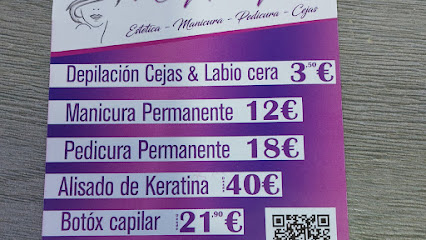 Estética - Manicura - Pedicura - Cejas
Depilación Cejas & Labio cera 3,50€
Manicura Permanente 12€
Pedicura Permanente 18€
Alisado de Keratina 40€
Botóx capilar 21,90€